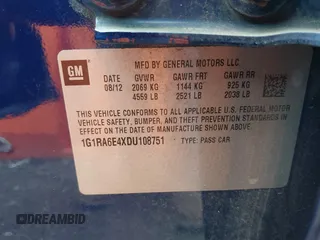 GM
MFD BY GENERAL MOTORS LLC
DATE GVWR GAWR FRT GAWR RR
08/12 2069 KG 1144 KG 925 KG
4559 LB 2521 LB 2038 LB
THIS VEHICLE CONFORMS TO ALL APPLICABLE U.S. FEDERAL MOTOR
VEHICLE SAFETY, BUMPER, AND THEFT PREVENTION STANDARDS IN
EFFECT ON THE DATE OF MANUFACTURE SHOWN ABOVE.
1G1RA6E4XDU108751 TYPE: PASS CAR
DREAMBID